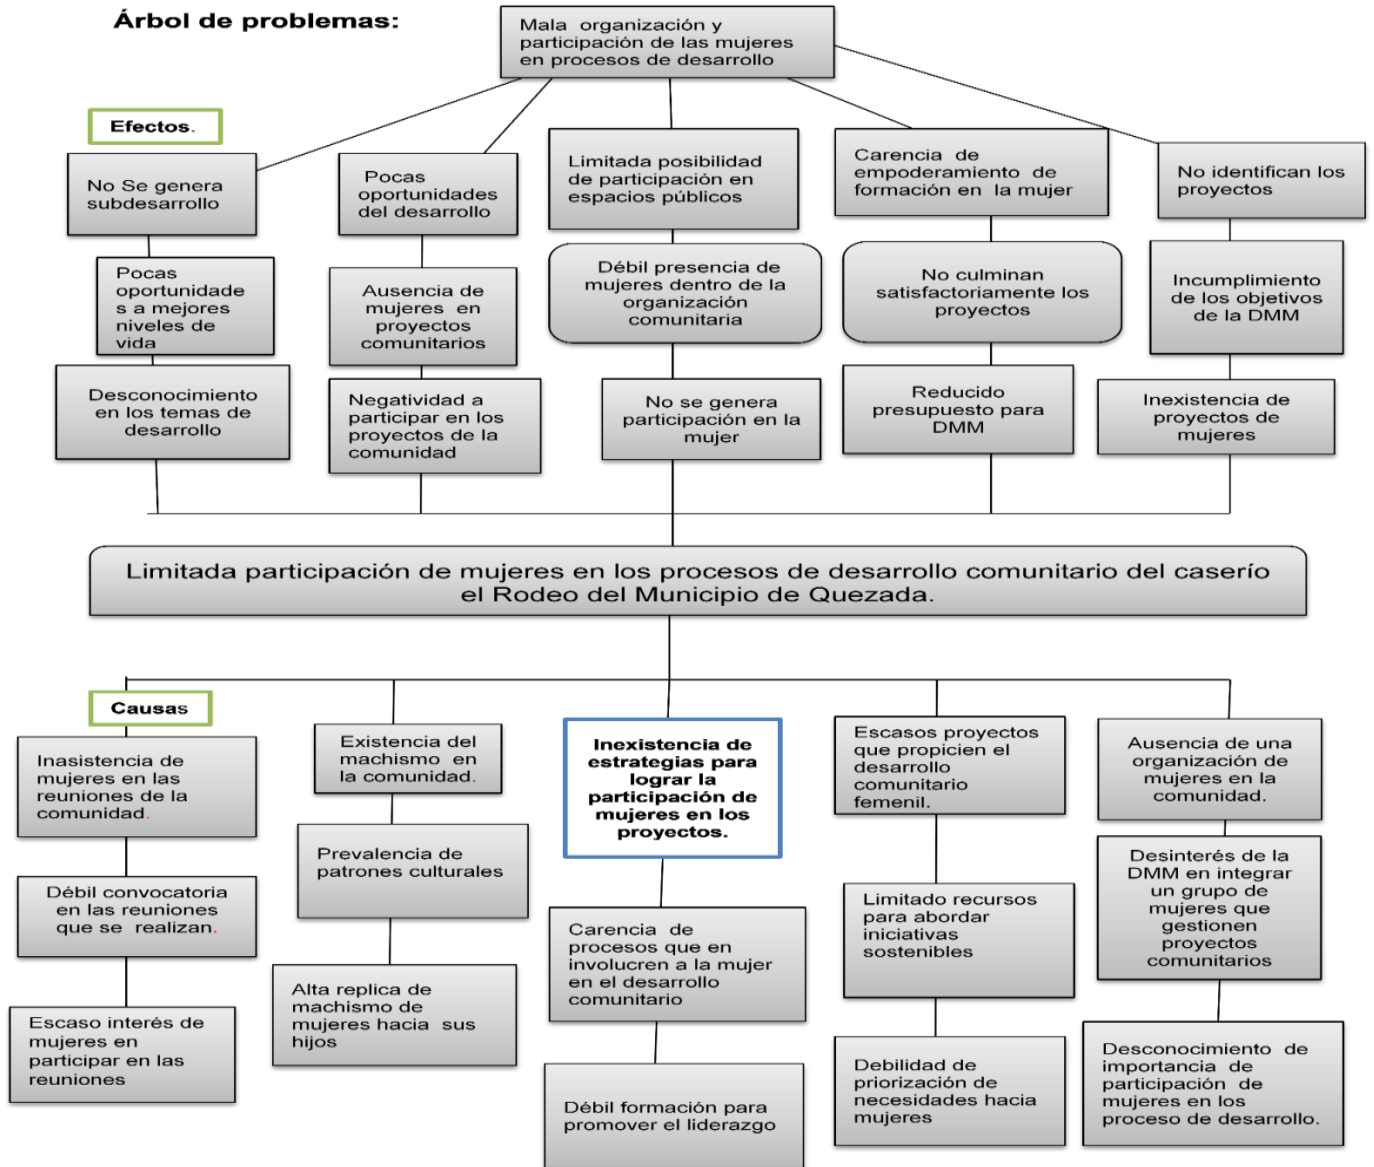 Árbol de problemas:
Mala organización y
participación de las mujeres
en procesos de desarrollo
Efectos.
No Se genera
subdesarrollo
Pocas
oportunidades
del desarrollo
Limitada posibilidad
de participación en
espacios públicos
Carencia de
empoderamiento de
formación en la mujer
No identifican los
proyectos
Pocas
oportunidade
s a mejores
niveles de
vida
Ausencia de
mujeres en
proyectos
comunitarios
Débil presencia de
mujeres dentro de la
organización
comunitaria
No culminan
satisfactoriamente los
proyectos
Incumplimiento
de los objetivos
de la DMM
Desconocimiento
en los temas de
desarrollo
Negatividad a
participar en los
proyectos de la
comunidad
No se genera
participación en la
mujer
Reducido
presupuesto para
DMM
Inexistencia de
proyectos de
mujeres
Limitada participación de mujeres en los procesos de desarrollo comunitario del caserío
el Rodeo del Municipio de Quezada.
Causas
Inasistencia de
mujeres en las
reuniones de la
comunidad.
Existencia del
machismo en
la comunidad.
Inexistencia de
estrategias para
lograr la
participación de
mujeres en los
proyectos.
Escasos proyectos
que propicien el
desarrollo
comunitario
femenil.
Ausencia de una
organización de
mujeres en la
comunidad.
Débil convocatoria
en las reuniones
que se realizan.
Prevalencia de
patrones culturales
Carencia de
procesos que en
involucren a la mujer
en el desarrollo
comunitario
Limitado recursos
para abordar
iniciativas
sostenibles
Desinterés de la
DMM en integrar
un grupo de
mujeres que
gestionen
proyectos
comunitarios
Escaso interés de
mujeres en
participar en las
reuniones
Alta replica de
machismo de
mujeres hacia sus
hijos
Débil formación para
promover el liderazgo
Debilidad de
priorización de
necesidades hacia
mujeres
Desconocimiento de
importancia de
participación de
mujeres en los
proceso de desarrollo.